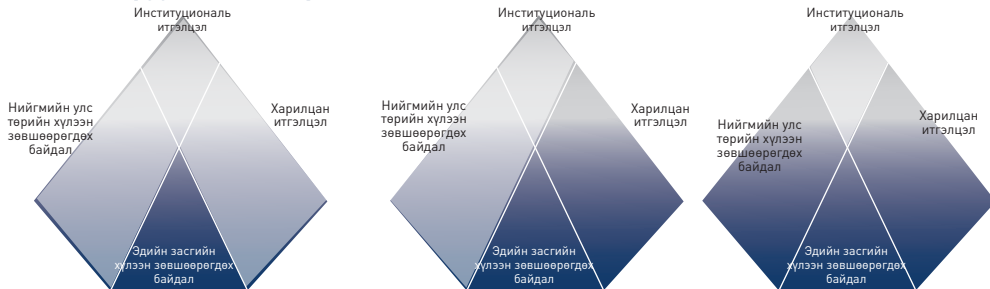 Институциональ
итгэлцэл
Нийгмийн улс
төрийн хүлээн
зөвшөөрөгдөх
байдал
Харилцан
итгэлцэл
Эдийн засгийн
хүлээн зөвшөөрөгдөх
байдал
Институциональ
итгэлцэл
Нийгмийн улс
төрийн хүлээн
зөвшөөрөгдөх
байдал
Харилцан
итгэлцэл
Эдийн засгийн
хүлээн зөвшөөрөгдөх
байдал
Институциональ
итгэлцэл
Нийгмийн улс
төрийн хүлээн
зөвшөөрөгдөх
байдал
Харилцан
итгэлцэл
Эдийн засгийн
хүлээн зөвшөөрөгдөх
байдал